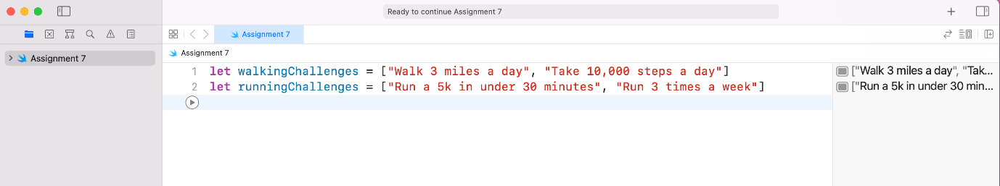 Ready to continue Assignment 7
Assignment 7
Assignment 7
Assignment 7
1 let walkingChallenges = ["Walk 3 miles a day", "Take 10,000 steps a day"]
["Walk 3 miles a day", "Tak...
2 let runningChallenges = ["Run a 5k in under 30 minutes", "Run 3 times a week"]
["Run a 5k in under 30 min...